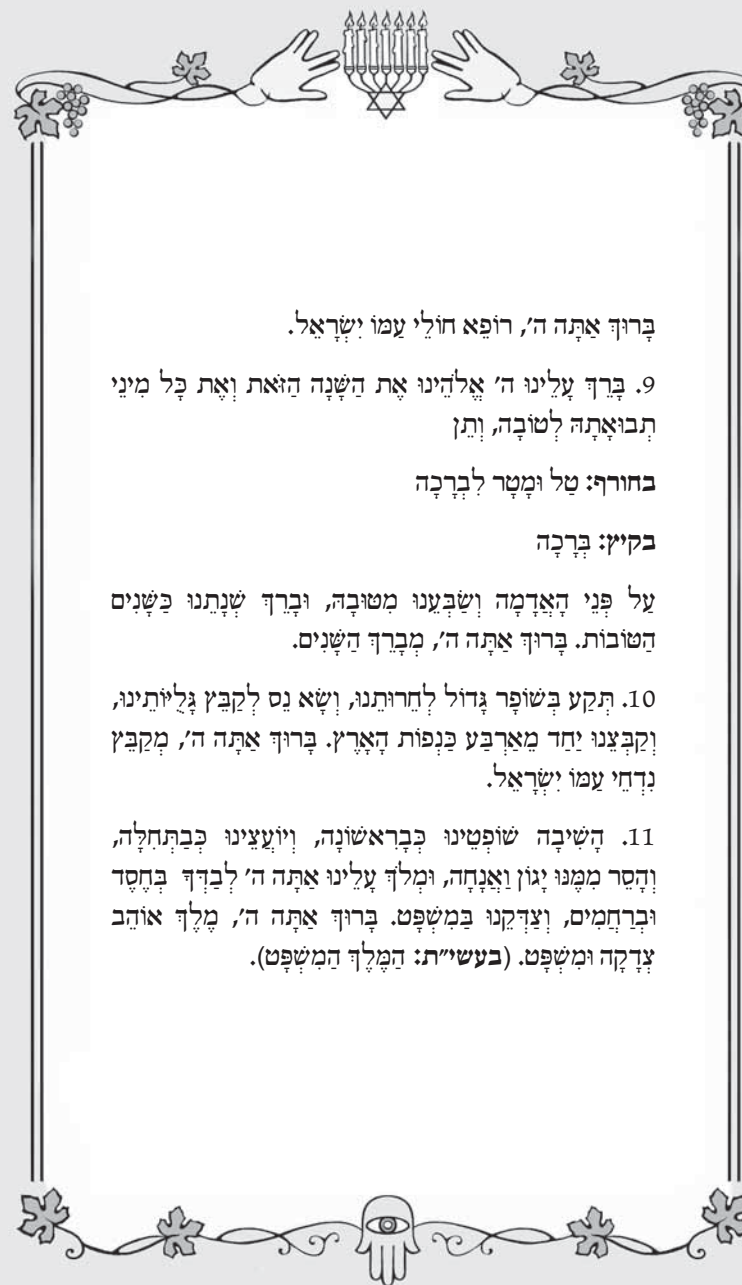 בָּרוּךְ אַתָּה ה׳, רוֹפֵא חוֹלֵי עַמּוֹ יִשְׂרָאֵל.
9. בָּרֵךְ עָלֵינוּ ה׳ אֱלֹהֵינוּ אֶת הַשָּׁנָה הַזֹּאת וְאֶת כָּל מִינֵי
תְבוּאָתָהּ לְטוֹבָה, וְתֵן
בחורף: טַל וּמָטָר לִבְרָכָה
בקיץ: בְּרָכָה
עַל פְּנֵי הָאֲדָמָה וְשַׂבְּעֵנוּ מִטּוּבָהּ, וּבָרֵךְ שְׁנָתֵנוּ כַּשָּׁנִים
הַטּוֹבוֹת. בָּרוּךְ אַתָּה ה׳, מְבָרֵךְ הַשָּׁנִים.
10. תְּקַע בְּשׁוֹפָר גָּדוֹל לְחֵרוּתֵנוּ, וְשָׂא נֵס לְקַבֵּץ גָּלֻיּוֹתֵינוּ,
וְקַבְּצֵנוּ יַחַד מֵאַרְבַּע כַּנְפוֹת הָאָרֶץ. בָּרוּךְ אַתָּה ה׳, מְקַבֵּץ
נִדְחֵי עַמּוֹ יִשְׂרָאֵל.
11. הָשִׁיבָה שׁוֹפְטֵינוּ כְּבָרִאשׁוֹנָה, וְיוֹעֲצֵינוּ כְּבַתְּחִלָּה,
וְהָסֵר מִמֶּנּוּ יָגוֹן וַאֲנָחָה, וּמְלֹךְ עָלֵינוּ אַתָּה ה׳ לְבַדְּךָ בְּחֶסֶד
וּבְרַחֲמִים, וְצַדְּקֵנוּ בַּמִשְׁפָּט. בָּרוּךְ אַתָּה ה׳, מֶלֶךְ אוֹהֵב
צְדָקָה וּמִשְׁפָּט. (בעשי״ת: הַמֶּלֶךְ הַמִשְׁפָּט).